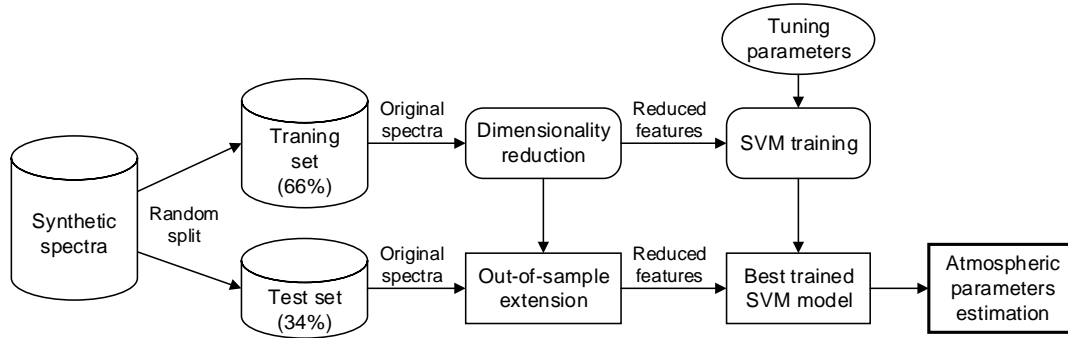 Tuning
parameters
Original
spectra
Reduced
features
Traning
set
(66%)
Dimensionality
reduction
SVM training
Synthetic
spectra
Random
split
Original
spectra
Reduced
features
Test set
(34%)
Out-of-sample
extension
Best trained
SVM model
Atmospheric
parameters
estimation